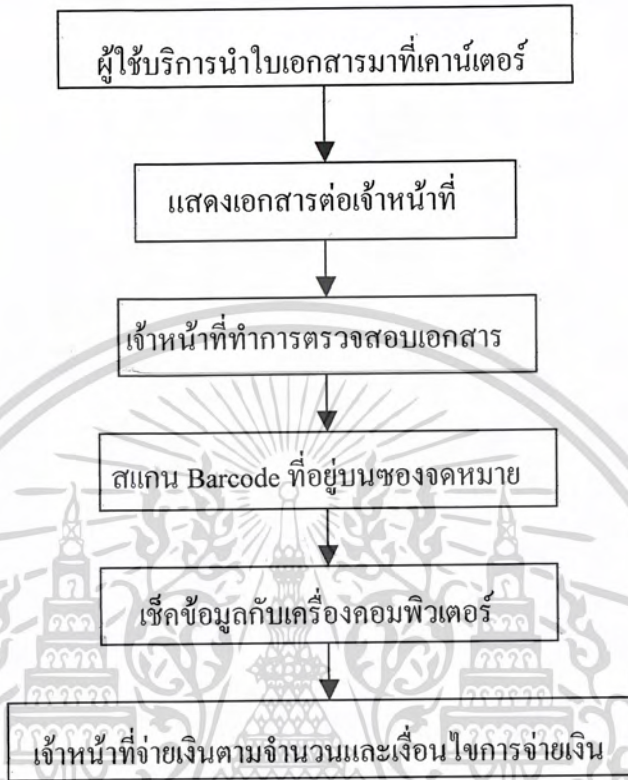 ผู้ใช้บริการนำใบเอกสารมาที่เคาน์เตอร์
แสดงเอกสารต่อเจ้าหน้าที่
เจ้าหน้าที่ทำการตรวจสอบเอกสาร
สแกน Barcode ที่อยู่บนซองจดหมาย
เช็คข้อมูลกับเครื่องคอมพิวเตอร์
เจ้าหน้าที่จ่ายเงินตามจำนวนและเงื่อนไขการจ่ายเงิน